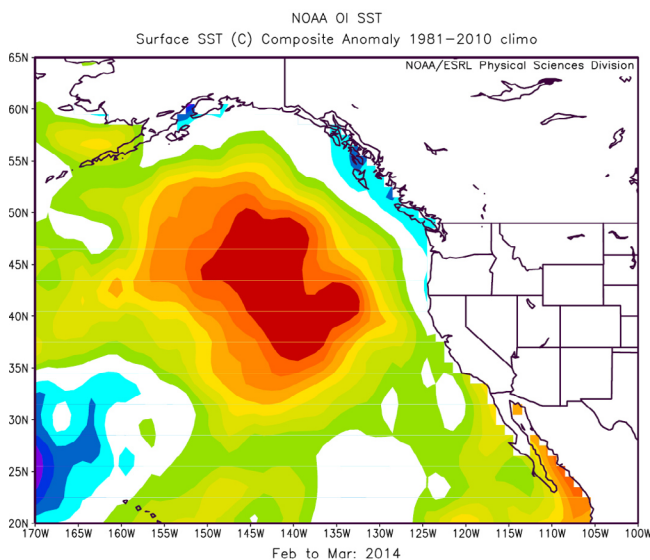 NOAA OI SST
Surface SST (C) Composite Anomaly 1981-2010 climo
NOAA/ESRL Physical Sciences Division
65N
60N
55N
50N
45N
40N
35N
30N
25N
20N
170W 165W 160W 155W 150W 145W 140W 135W 130W 125W 120W 115W 110W 105W 100W
Feb to Mar: 2014